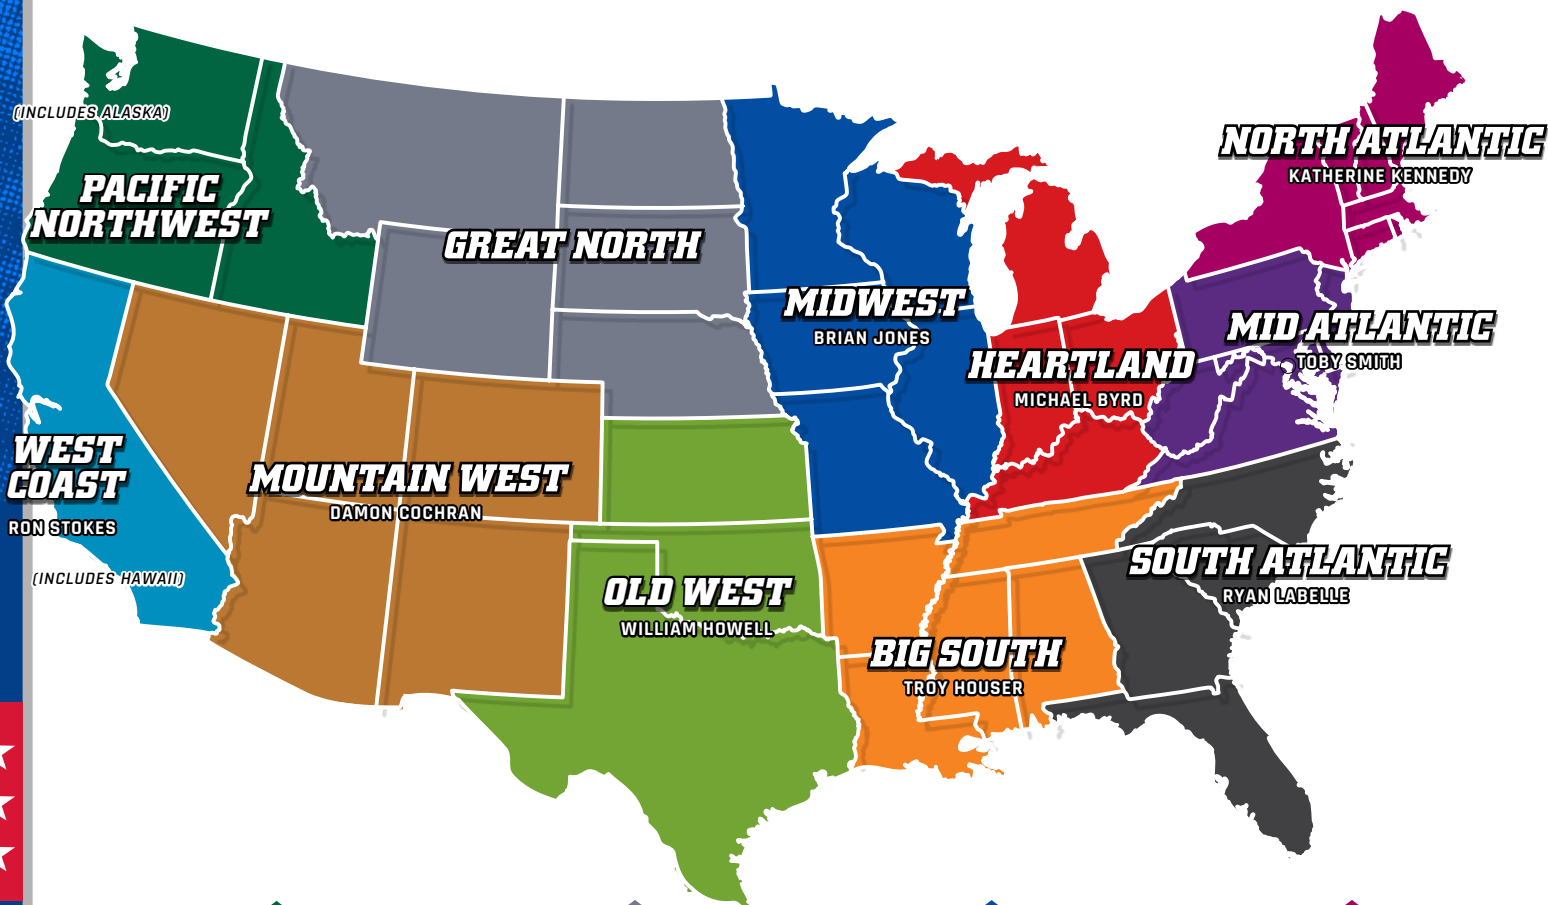 (INCLUDES ALASKA)
PACIFIC
NORTHWEST
GREAT NORTH
NORTH ATLANTIC
KATHERINE KENNEDY
MIDWEST
BRIAN JONES
MID ATLANTIC
TOBY SMITH
HEARTLAND
MICHAEL BYRD
WEST
COAST
RON STOKES
(INCLUDES HAWAII)
MOUNTAIN WEST
DAMON COCHRAN
OLD WEST
WILLIAM HOWELL
SOUTH ATLANTIC
RYAN LABELLE
BIG SOUTH
TROY HOUSER